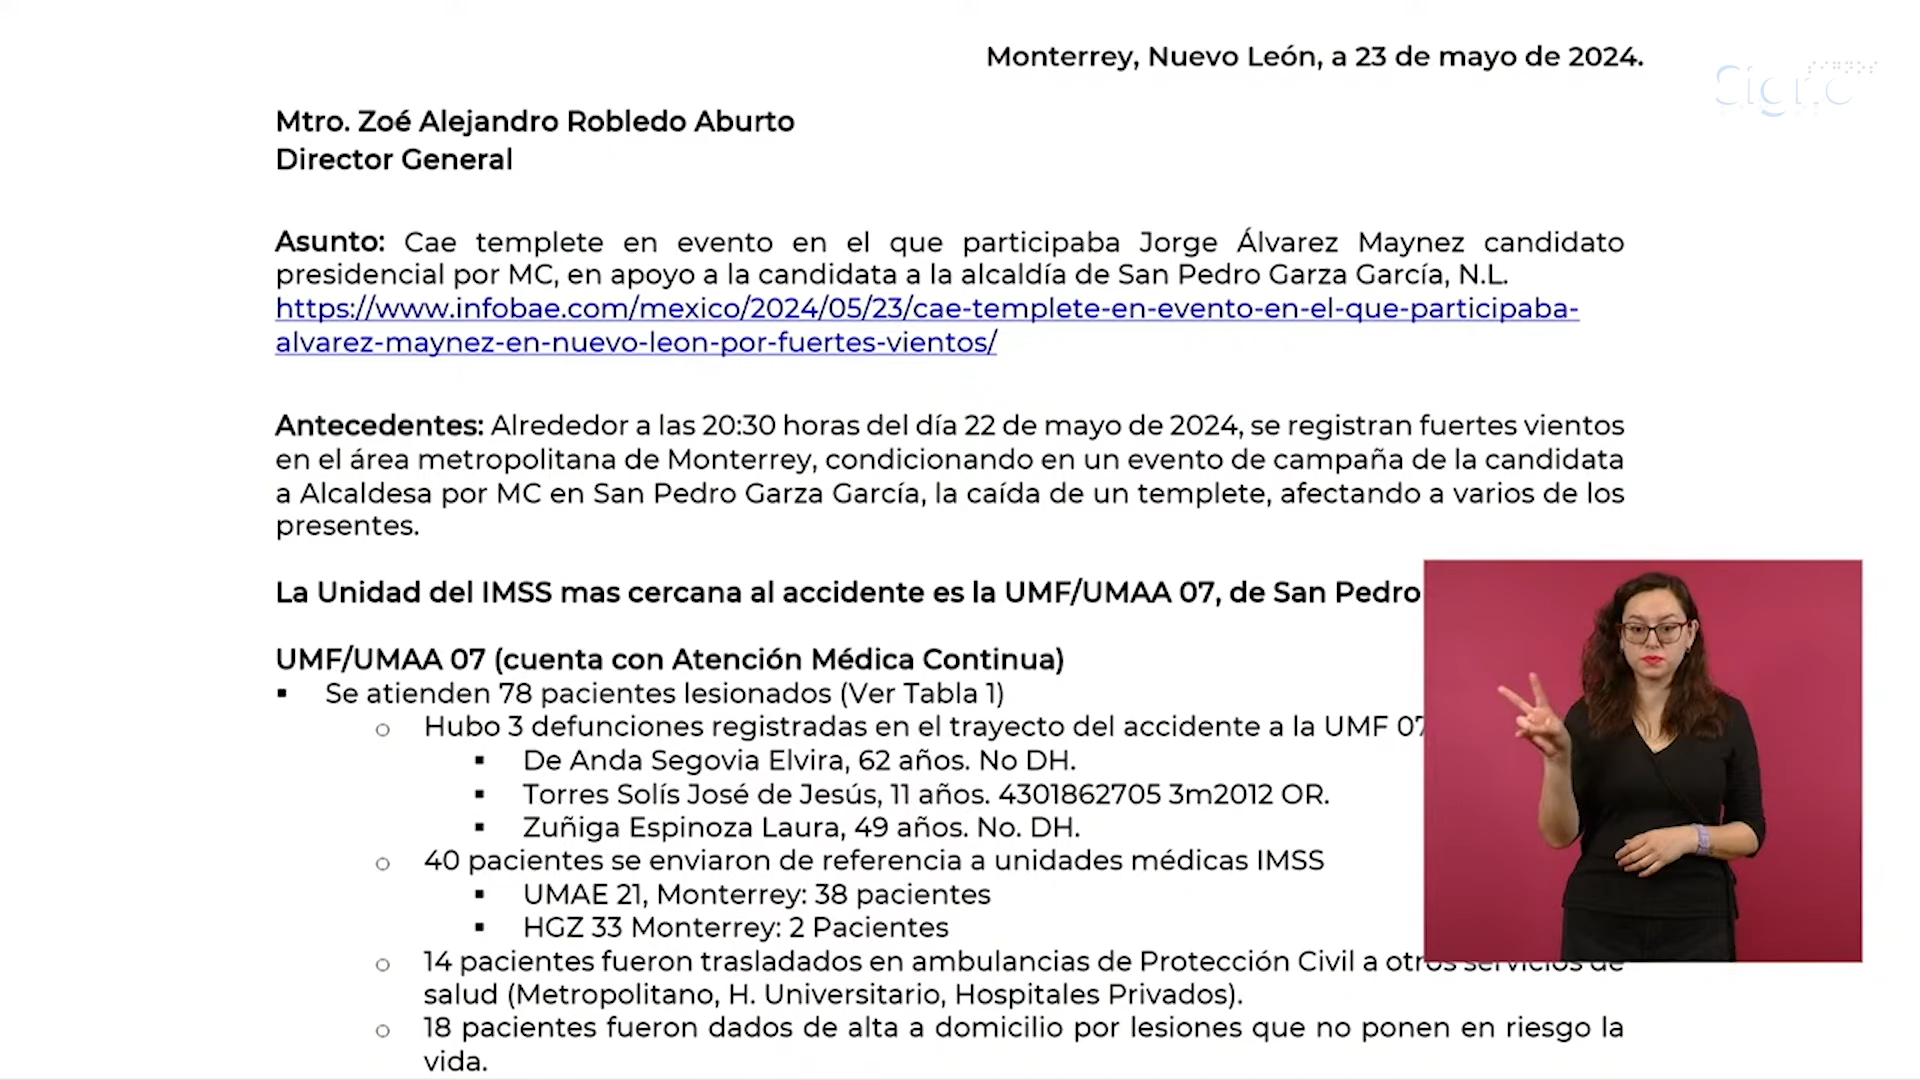 Monterrey, Nuevo León, a 23 de mayo de 2024.
Mtro. Zoé Alejandro Robledo Aburto
Director General
Asunto: Cae templete en evento en el que participaba Jorge Álvarez Maynez candidato
presidencial por MC, en apoyo a la candidata a la alcaldía de San Pedro Garza García, N.L.
https://www.infobae.com/mexico/2024/05/23/cae-templete-en-evento-en-el-que-participaba-
alvarez-maynez-en-nuevo-leon-por-fuertes-vientos/
Antecedentes: Alrededor a las 20:30 horas del día 22 de mayo de 2024, se registran fuertes vientos
en el área metropolitana de Monterrey, condicionando en un evento de campaña de la candidata
a Alcaldesa por MC en San Pedro Garza García, la caída de un templete, afectando a varios de los
presentes.
La Unidad del IMSS mas cercana al accidente es la UMF/UMAA 07, de San Pedro
UMF/UMAA 07 (cuenta con Atención Médica Continua)
▪ Se atienden 78 pacientes lesionados (Ver Tabla 1)
○ Hubo 3 defunciones registradas en el trayecto del accidente a la UMF 07
▪ De Anda Segovia Elvira, 62 años. No DH.
▪ Torres Solís José de Jesús, 11 años. 4301862705 3m2012 OR.
▪ Zuñiga Espinoza Laura, 49 años. No. DH.
○ 40 pacientes se enviaron de referencia a unidades médicas IMSS
▪ UMAE 21, Monterrey: 38 pacientes
▪ HGZ 33 Monterrey: 2 Pacientes
○ 14 pacientes fueron trasladados en ambulancias de Protección Civil a otros servicios de
salud (Metropolitano, H. Universitario, Hospitales Privados).
○ 18 pacientes fueron dados de alta a domicilio por lesiones que no ponen en riesgo la
vida.